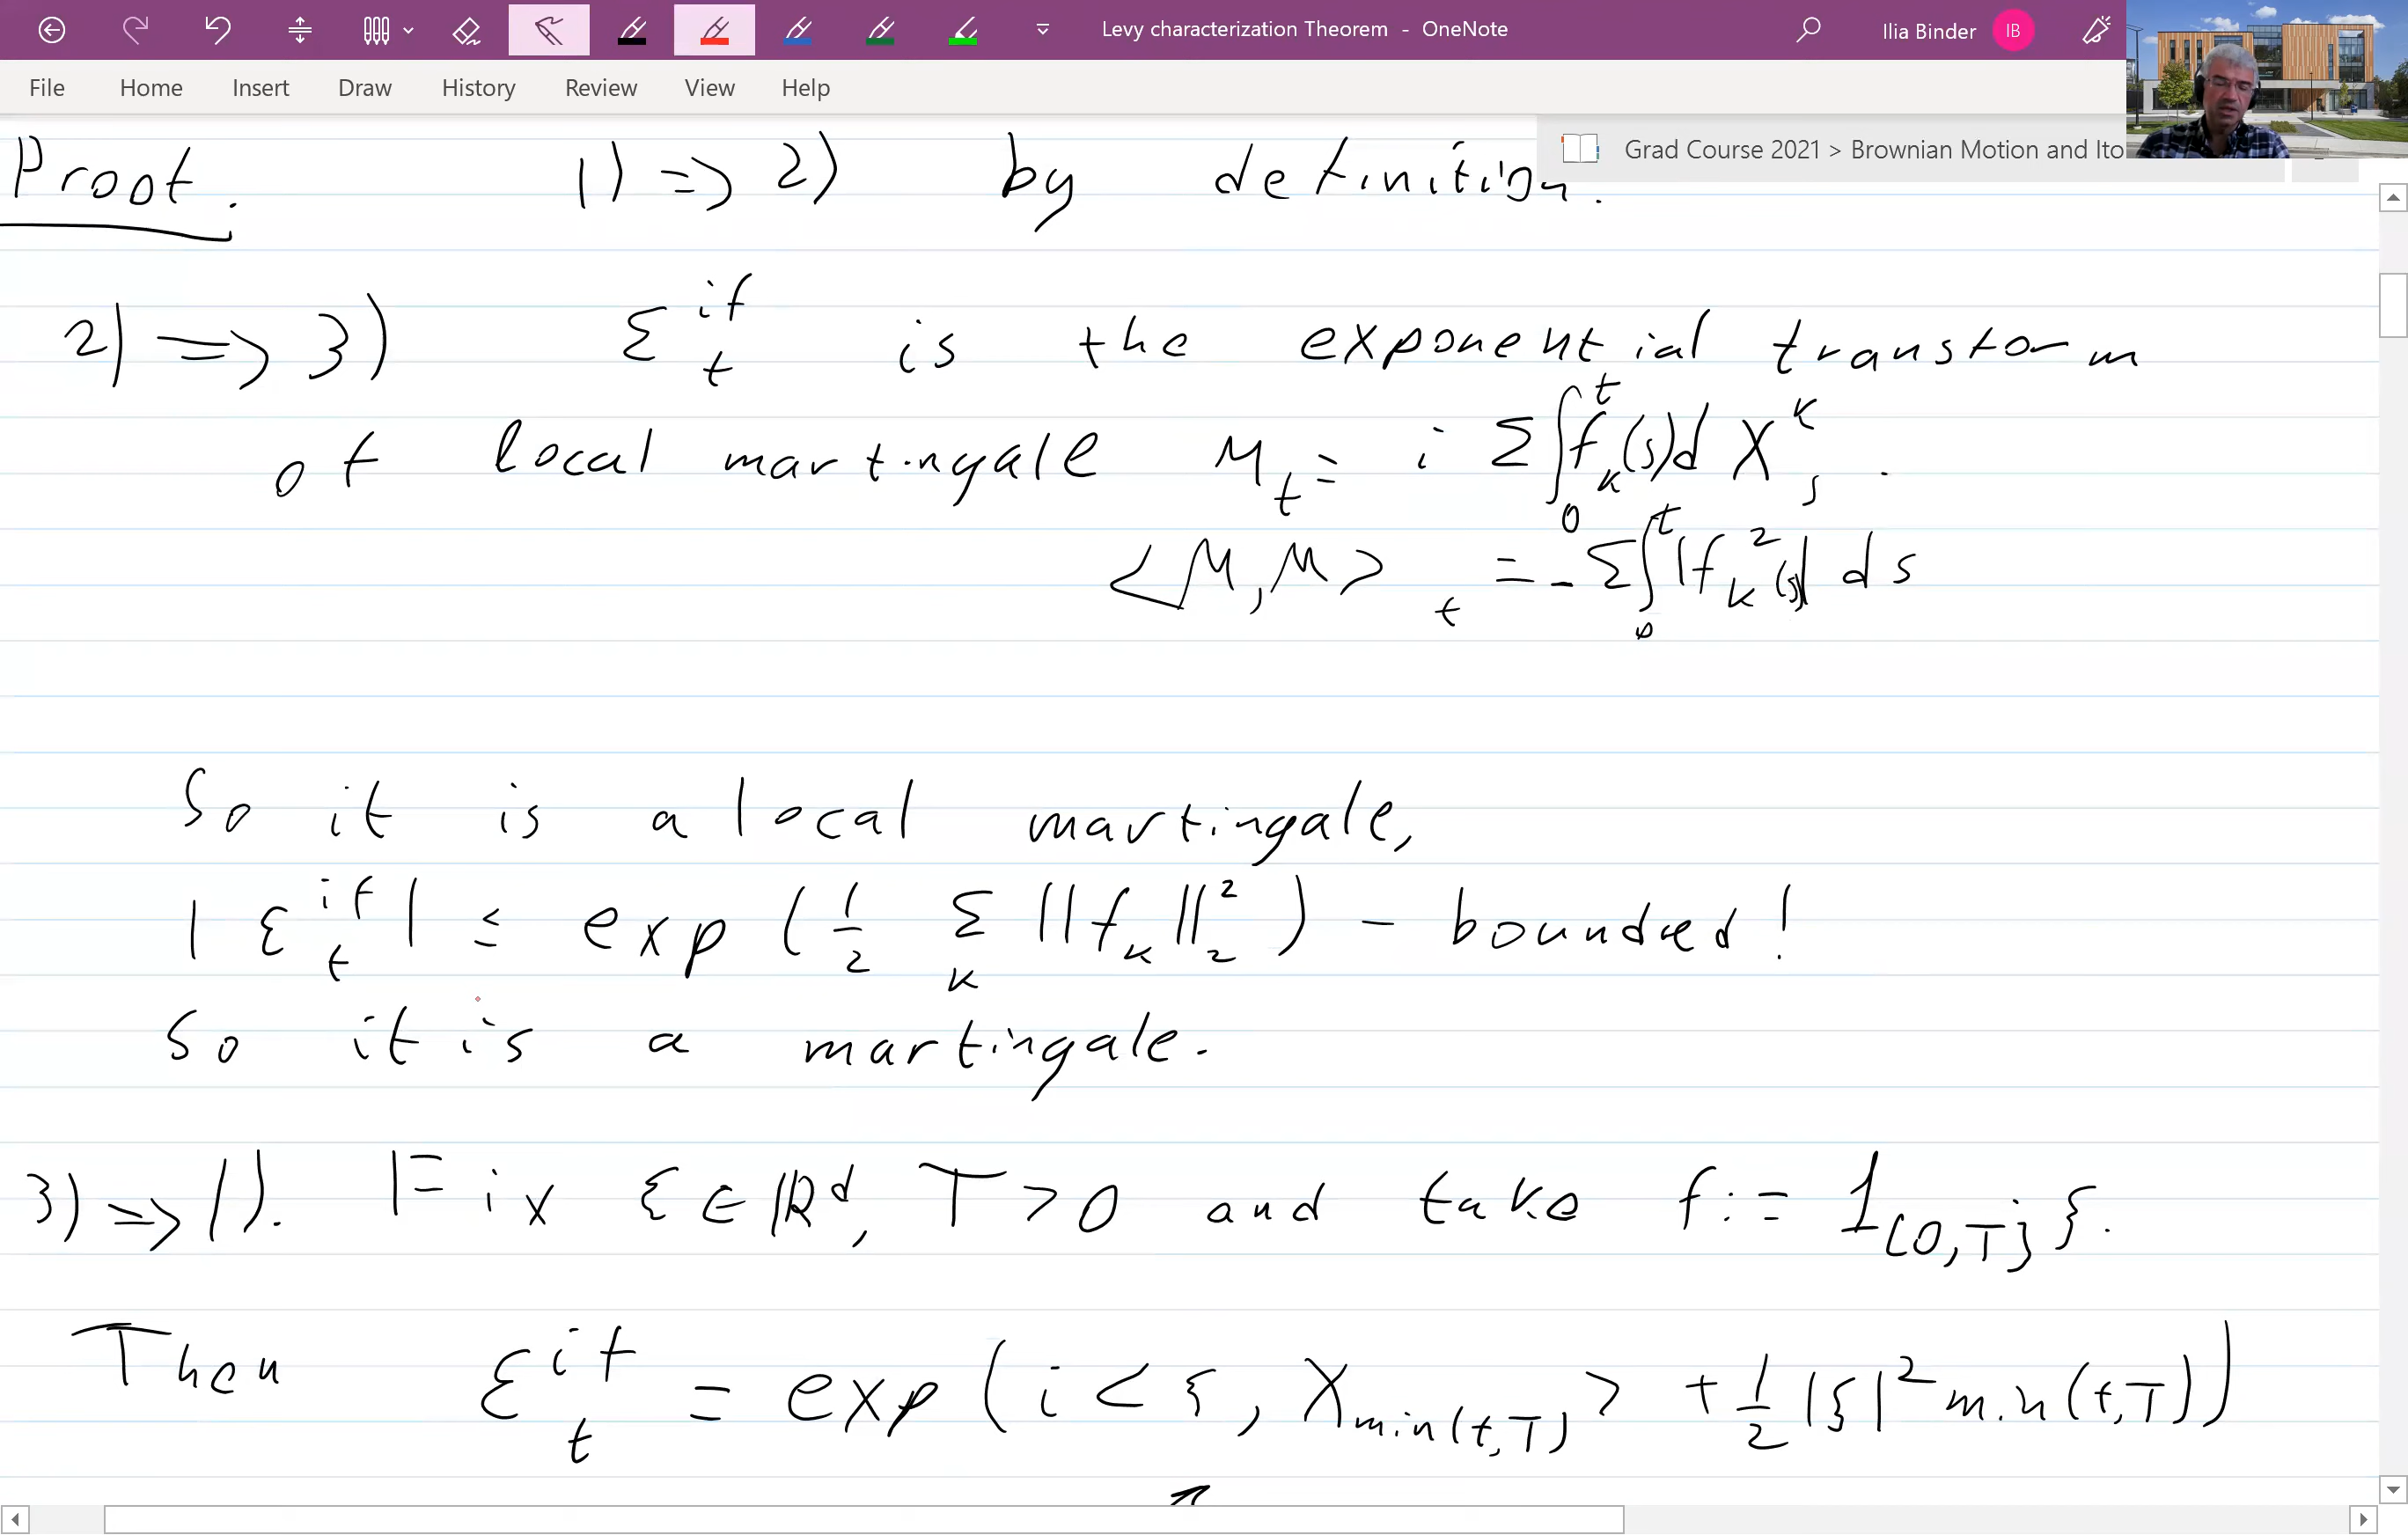 Levy characterization Theorem - OneNote
Ilia Binder IB
File Home Insert Draw History Review View Help
Grad Course 2021 > Brownian Motion and Ito
Proof. 1) => 2) by definition.
2) => 3) ℰ_t^{if} is the exponential transform
of local martingale M_t = i Σ ∫_0^t f_k(s) d X_s^k .
<M, M>_t = - Σ ∫_0^t |f_k^2(s)| ds
So it is a local martingale,
|ℰ_t^{if}| ≤ exp (1/2 Σ_k ||f_k||_2^2) - bounded!
So it is a martingale.
3) => 1). Fix ξ ∈ ℝ^d, T > 0 and take f := 1_{[0,T]} ξ.
Then ℰ_t^{if} = exp (i < ξ, X_{min(t,T)} > + 1/2 |ξ|^2 min(t,T))